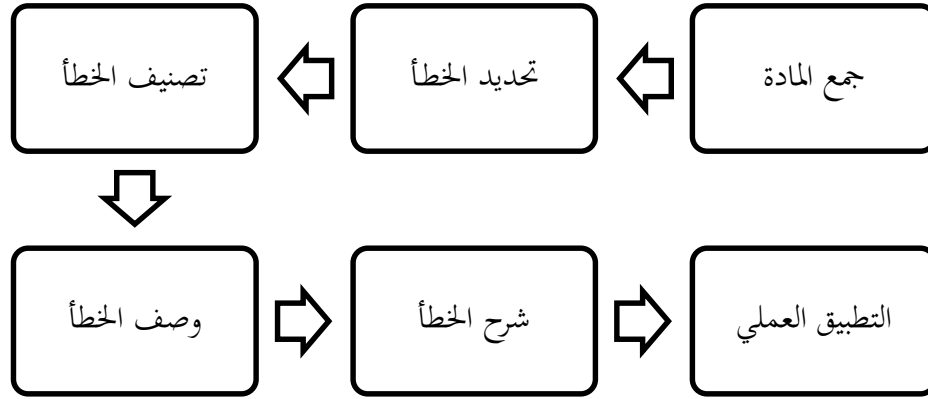 جمع المادة
تحديد الخطأ
تصنيف الخطأ
وصف الخطأ
شرح الخطأ
التطبيق العملي